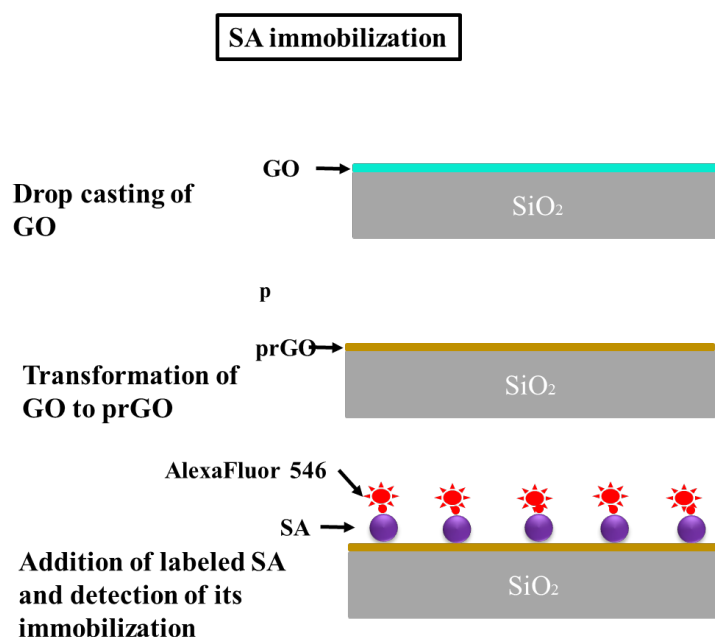 SA immobilization
GO
Drop casting of
GO
SiO₂
p
prGO
Transformation of
GO to prGO
SiO₂
AlexaFluor 546
SA
Addition of labeled SA
and detection of its
immobilization
SiO₂